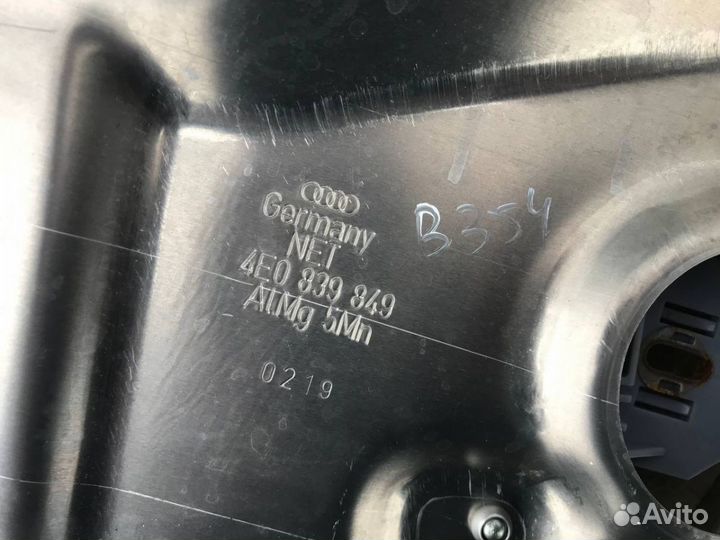 Germany
NET
4E0 839 849
AlMg 5Mn
0219
B354
Avito